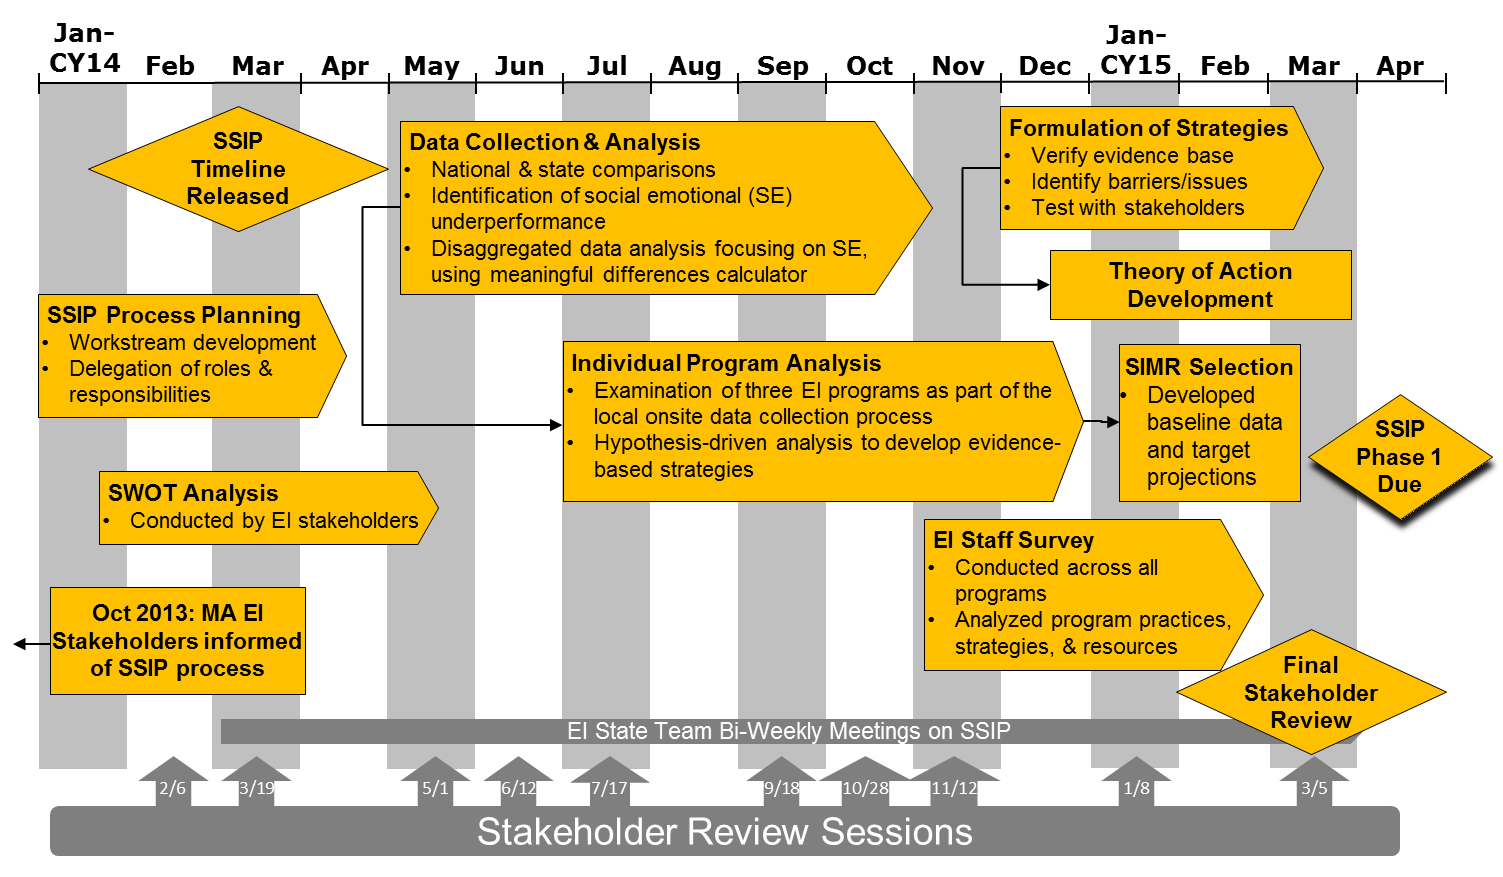 Jan-
CY14
Feb
Mar
Apr
May
Jun
Jul
Aug
Sep
Oct
Nov
Dec
Jan-
CY15
Feb
Mar
Apr
SSIP
Timeline
Released
Data Collection & Analysis
• National & state comparisons
• Identification of social emotional (SE)
underperformance
• Disaggregated data analysis focusing on SE,
using meaningful differences calculator
Formulation of Strategies
• Verify evidence base
• Identify barriers/issues
• Test with stakeholders
Theory of Action
Development
SSIP Process Planning
• Workstream development
• Delegation of roles &
responsibilities
Individual Program Analysis
• Examination of three EI programs as part of the
local onsite data collection process
• Hypothesis-driven analysis to develop evidence-
based strategies
SIMR Selection
• Developed
baseline data
and target
projections
SSIP
Phase 1
Due
SWOT Analysis
• Conducted by EI stakeholders
EI Staff Survey
• Conducted across all
programs
• Analyzed program practices,
strategies, & resources
Oct 2013: MA EI
Stakeholders informed
of SSIP process
Final
Stakeholder
Review
EI State Team Bi-Weekly Meetings on SSIP
2/6
3/19
5/1
6/12
7/17
9/18
10/28
11/12
1/8
3/5
Stakeholder Review Sessions